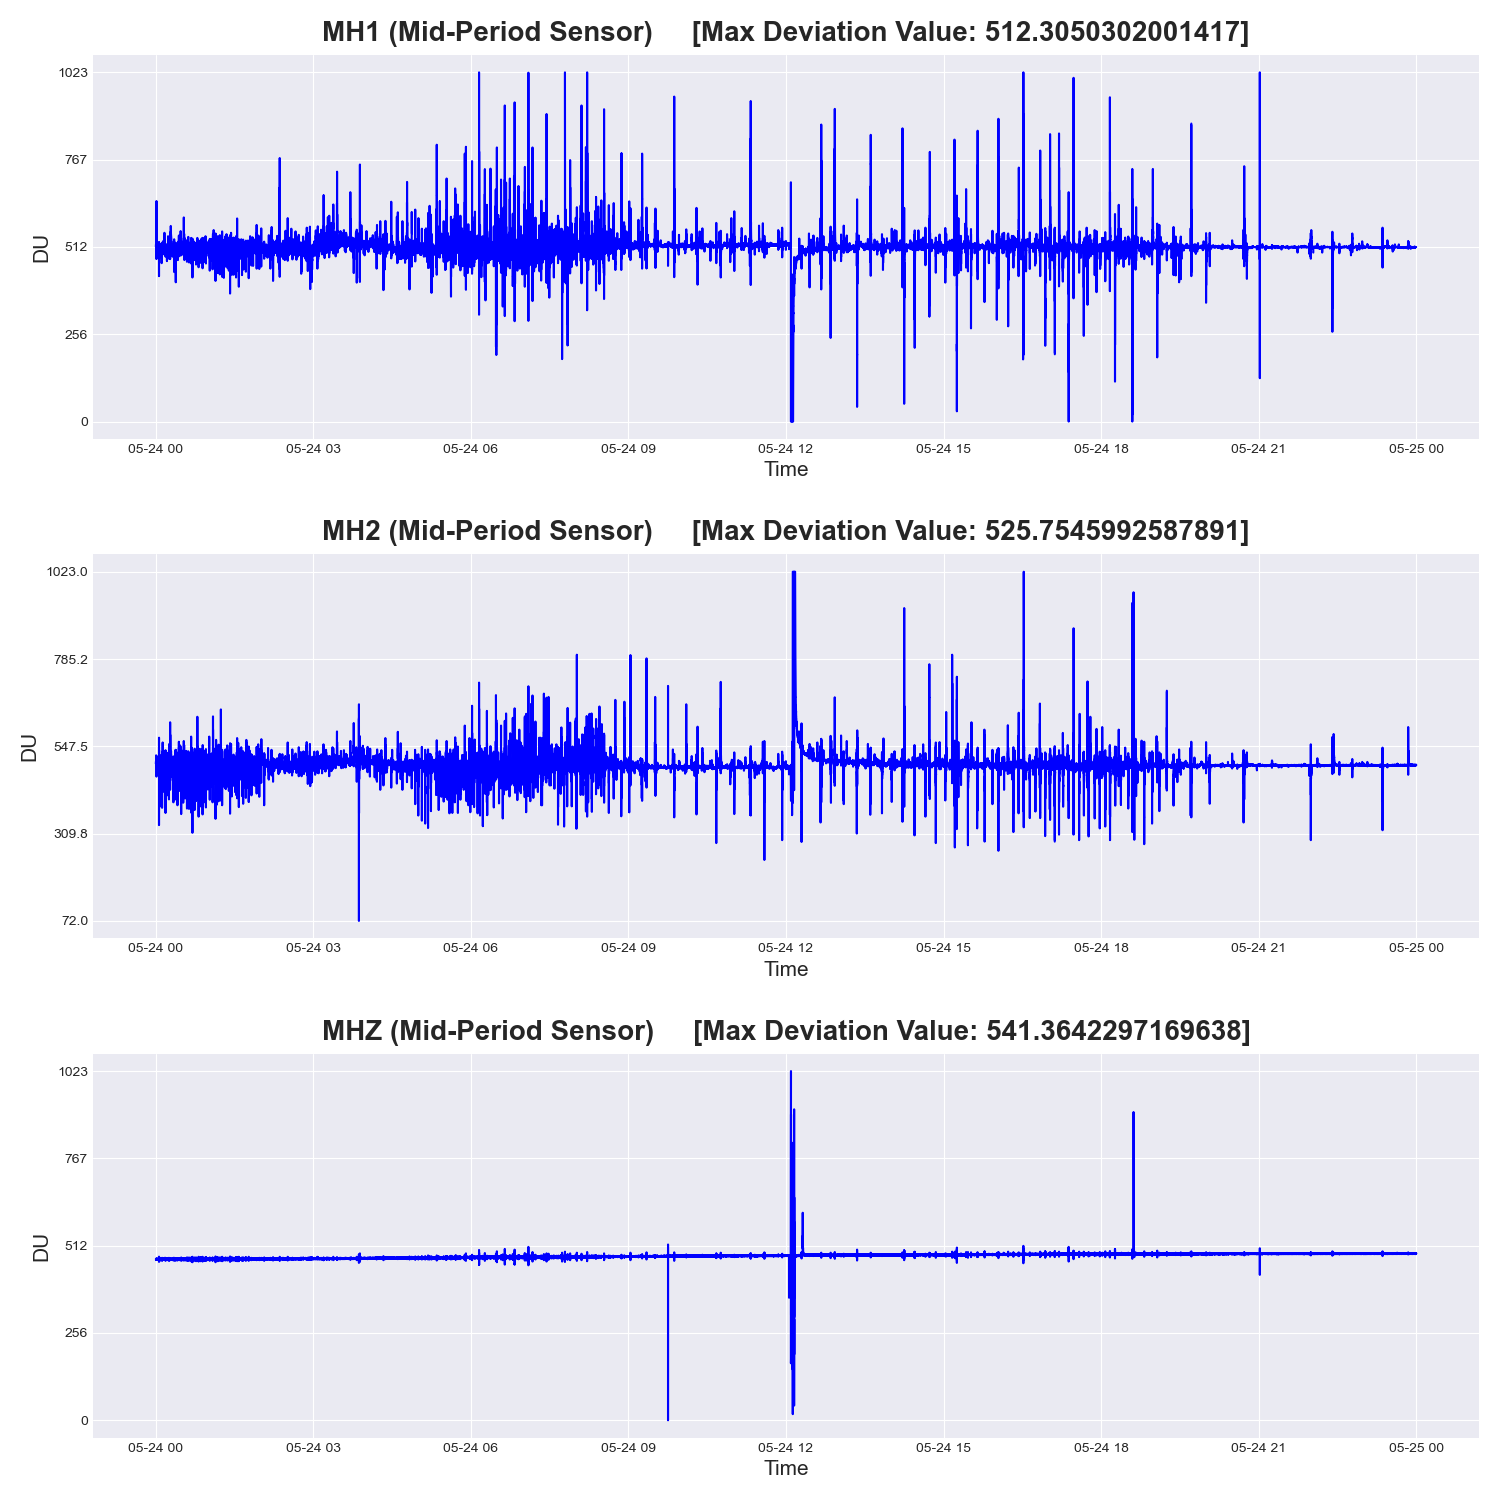 MH1 (Mid-Period Sensor) [Max Deviation Value: 512.3050302001417]
1023
767
512
256
0
DU
05-24 00 05-24 03 05-24 06 05-24 09 05-24 12 05-24 15 05-24 18 05-24 21 05-25 00
Time
MH2 (Mid-Period Sensor) [Max Deviation Value: 525.7545992587891]
1023.0
785.2
547.5
309.8
72.0
DU
05-24 00 05-24 03 05-24 06 05-24 09 05-24 12 05-24 15 05-24 18 05-24 21 05-25 00
Time
MHZ (Mid-Period Sensor) [Max Deviation Value: 541.3642297169638]
1023
767
512
256
0
DU
05-24 00 05-24 03 05-24 06 05-24 09 05-24 12 05-24 15 05-24 18 05-24 21 05-25 00
Time